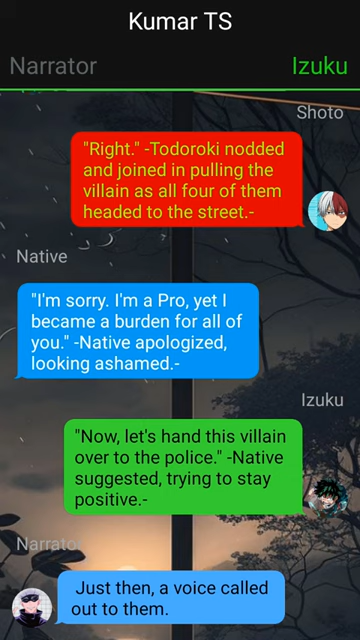 Kumar TS
Narrator
Izuku
Shoto
"Right." -Todoroki nodded
and joined in pulling the
villain as all four of them
headed to the street.-
Native
"I'm sorry. I'm a Pro, yet I
became a burden for all of
you." -Native apologized,
looking ashamed.-
Izuku
"Now, let's hand this villain
over to the police." -Native
suggested, trying to stay
positive.-
Narrator
Just then, a voice called
out to them.